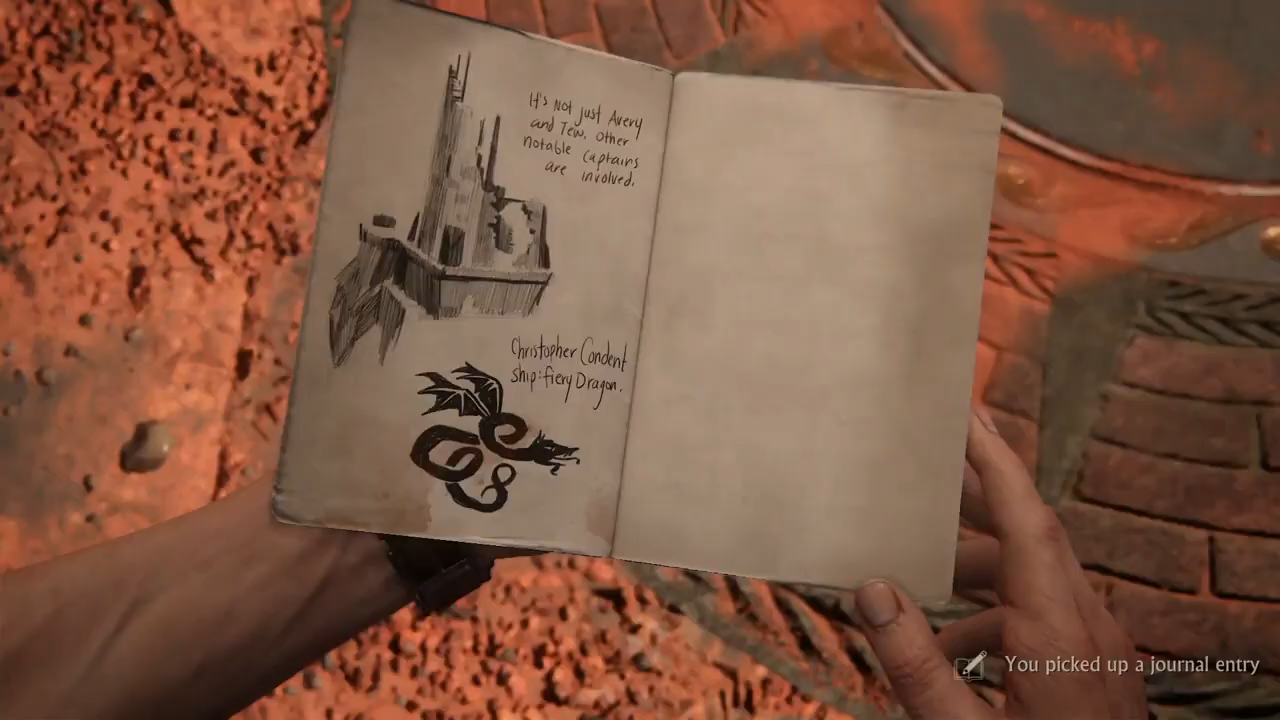 It's Not just Avery
and Tew. Other
notable Captains
are involved.
Christopher Condent
ship: fiery Dragon.
You picked up a journal entry